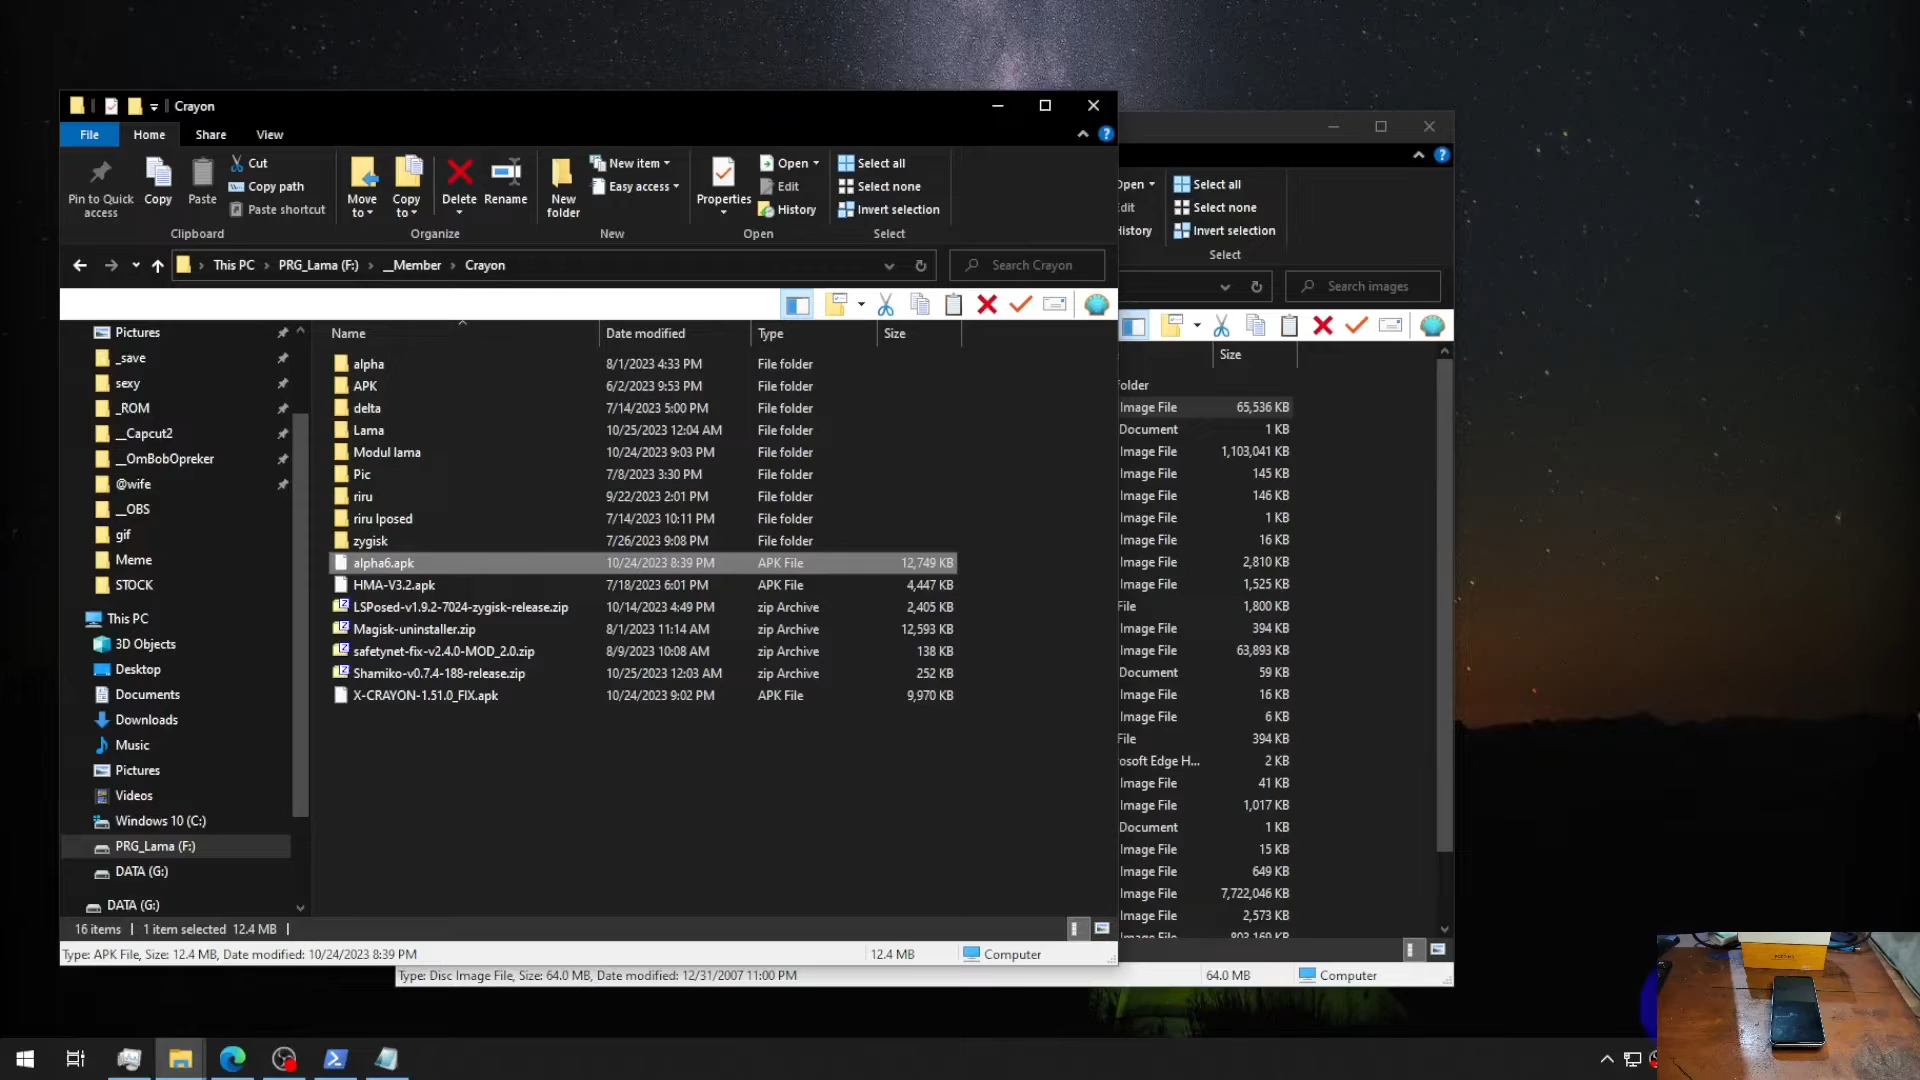 Crayon
File Home Share View
Pin to Quick access
Copy
Paste
Cut
Copy path
Paste shortcut
Clipboard
Move to
Copy to
Delete
Rename
Organize
New folder
New item
Easy access
New
Properties
Open
Edit
History
Open
Select all
Select none
Invert selection
Select
This PC PRG_Lama (F:) __Member Crayon
Search Crayon
Pictures
_save
sexy
_ROM
__Capcut2
__OmBobOpreker
@wife
__OBS
gif
Meme
STOCK
This PC
3D Objects
Desktop
Documents
Downloads
Music
Pictures
Videos
Windows 10 (C:)
PRG_Lama (F:)
DATA (G:)
DATA (G:)
Name Date modified Type Size
alpha 8/1/2023 4:33 PM File folder
APK 6/2/2023 9:53 PM File folder
delta 7/14/2023 5:00 PM File folder
Lama 10/25/2023 12:04 AM File folder
Modul lama 10/24/2023 9:03 PM File folder
Pic 7/8/2023 3:30 PM File folder
riru 9/22/2023 2:01 PM File folder
riru lposed 7/14/2023 10:11 PM File folder
zygisk 7/26/2023 9:08 PM File folder
alpha6.apk 10/24/2023 8:39 PM APK File 12,749 KB
HMA-V3.2.apk 7/18/2023 6:01 PM APK File 4,447 KB
LSPosed-v1.9.2-7024-zygisk-release.zip 10/14/2023 4:49 PM zip Archive 2,405 KB
Magisk-uninstaller.zip 8/1/2023 11:14 AM zip Archive 12,593 KB
safetynet-fix-v2.4.0-MOD_2.0.zip 8/9/2023 10:08 AM zip Archive 138 KB
Shamiko-v0.7.4-188-release.zip 10/25/2023 12:03 AM zip Archive 252 KB
X-CRAYON-1.51.0_FIX.apk 10/24/2023 9:02 PM APK File 9,970 KB
16 items 1 item selected 12.4 MB
Type: APK File, Size: 12.4 MB, Date modified: 10/24/2023 8:39 PM 12.4 MB Computer
Open
dit
History
Select all
Select none
Invert selection
Select
Search images
Size
older
Image File 65,536 KB
Document 1 KB
Image File 1,103,041 KB
Image File 145 KB
Image File 146 KB
Image File 1 KB
Image File 16 KB
Image File 2,810 KB
Image File 1,525 KB
File 1,800 KB
Image File 394 KB
Image File 63,893 KB
Document 59 KB
Image File 16 KB
Image File 6 KB
File 394 KB
osoft Edge H... 2 KB
Image File 41 KB
Image File 1,017 KB
Document 1 KB
Image File 15 KB
Image File 649 KB
Image File 7,722,046 KB
Image File 2,573 KB
Image File 803,169 KB
Type: Disc Image File, Size: 64.0 MB, Date modified: 12/31/2007 11:00 PM 64.0 MB Computer